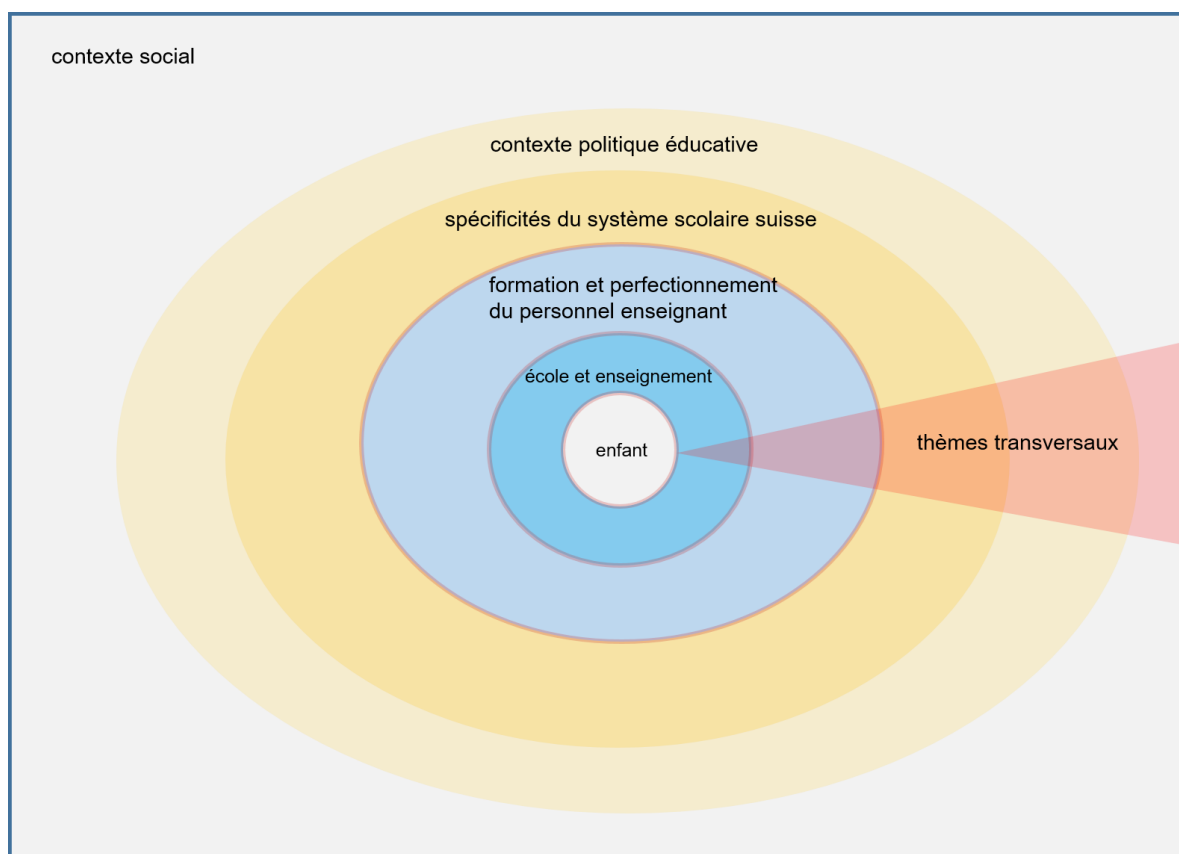 contexte social
contexte politique éducative
spécificités du système scolaire suisse
formation et perfectionnement
du personnel enseignant
école et enseignement
enfant
thèmes transversaux